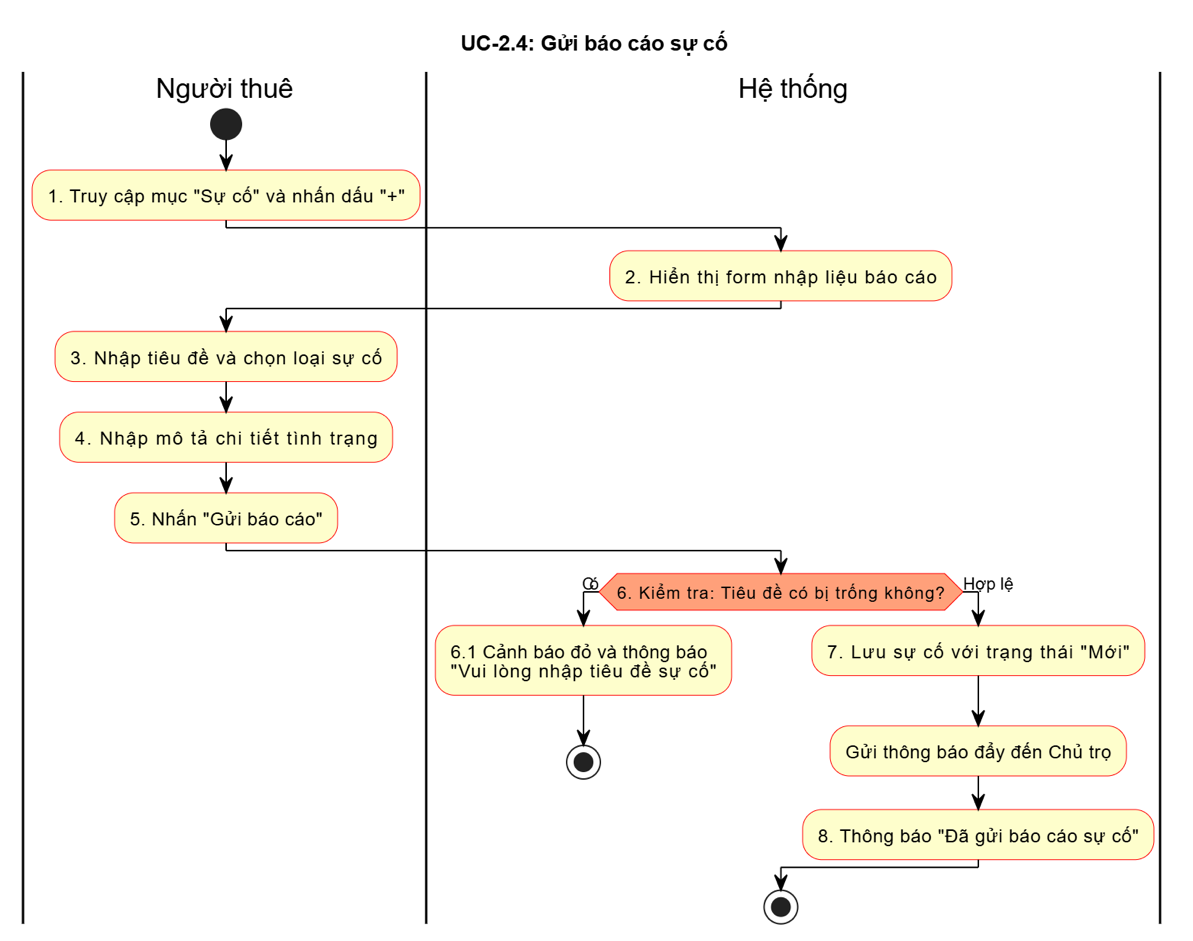 UC-2.4: Gửi báo cáo sự cố
Người thuê
Hệ thống
1. Truy cập mục "Sự cố" và nhấn dấu "+"
2. Hiển thị form nhập liệu báo cáo
3. Nhập tiêu đề và chọn loại sự cố
4. Nhập mô tả chi tiết tình trạng
5. Nhấn "Gửi báo cáo"
Có
6. Kiểm tra: Tiêu đề có bị trống không?
Hợp lệ
6.1 Cảnh báo đỏ và thông báo
"Vui lòng nhập tiêu đề sự cố"
7. Lưu sự cố với trạng thái "Mới"
Gửi thông báo đẩy đến Chủ trọ
8. Thông báo "Đã gửi báo cáo sự cố"